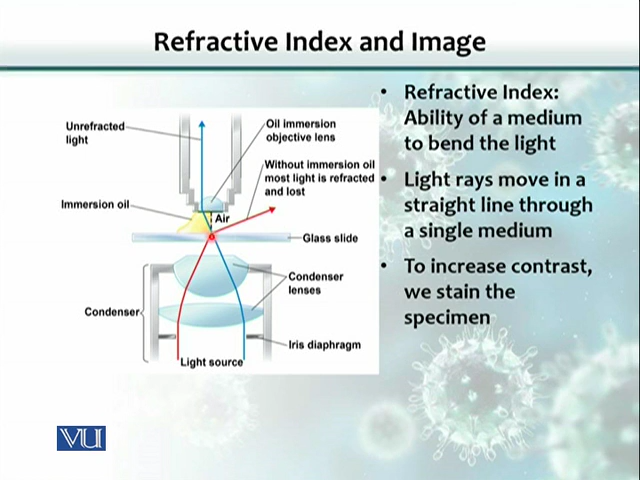 Refractive Index and Image
Unrefracted
light
Oil immersion
objective lens
Without immersion oil
most light is refracted
and lost
Immersion oil
Air
Glass slide
Condenser
lenses
Condenser
Iris diaphragm
Light source
• Refractive Index:
Ability of a medium
to bend the light
• Light rays move in a
straight line through
a single medium
• To increase contrast,
we stain the
specimen
VU